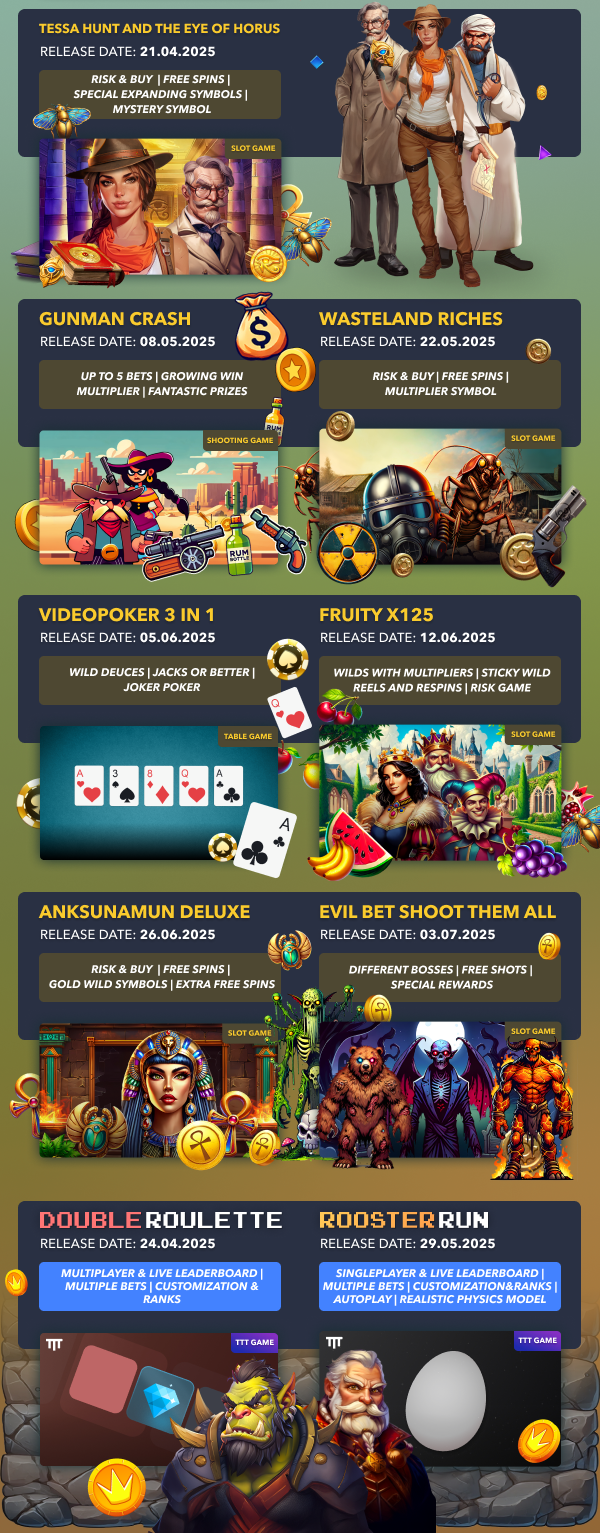 TESSA HUNT AND THE EYE OF HORUS
RELEASE DATE: 21.04.2025
RISK & BUY | FREE SPINS |
SPECIAL EXPANDING SYMBOLS |
MYSTERY SYMBOL
SLOT GAME
GUNMAN CRASH
RELEASE DATE: 08.05.2025
UP TO 5 BETS | GROWING WIN
MULTIPLIER | FANTASTIC PRIZES
$
RUM
SHOOTING GAME
RUM
BOTTLE
WASTELAND RICHES
RELEASE DATE: 22.05.2025
RISK & BUY | FREE SPINS |
MULTIPLIER SYMBOL
SLOT GAME
VIDEOPOKER 3 IN 1
RELEASE DATE: 05.06.2025
WILD DEUCES | JACKS OR BETTER |
JOKER POKER
Q
TABLE GAME
A 3 8 Q A
A
FRUITY X125
RELEASE DATE: 12.06.2025
WILDS WITH MULTIPLIERS | STICKY WILD
REELS AND RESPINS | RISK GAME
SLOT GAME
ANKSUNAMUN DELUXE
RELEASE DATE: 26.06.2025
RISK & BUY | FREE SPINS |
GOLD WILD SYMBOLS | EXTRA FREE SPINS
SLOT GAME
EVIL BET SHOOT THEM ALL
RELEASE DATE: 03.07.2025
DIFFERENT BOSSES | FREE SHOTS |
SPECIAL REWARDS
SLOT GAME
DOUBLE ROULETTE
RELEASE DATE: 24.04.2025
MULTIPLAYER & LIVE LEADERBOARD |
MULTIPLE BETS | CUSTOMIZATION &
RANKS
TTT
TTT GAME
ROOSTER RUN
RELEASE DATE: 29.05.2025
SINGLEPLAYER & LIVE LEADERBOARD |
MULTIPLE BETS | CUSTOMIZATION&RANKS |
AUTOPLAY | REALISTIC PHYSICS MODEL
TTT
TTT GAME